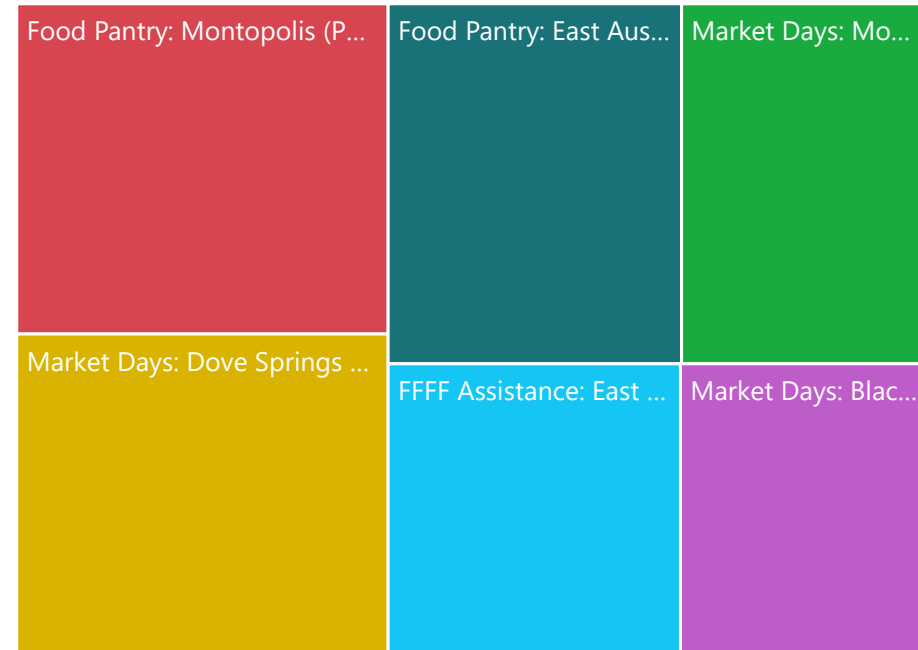 Food Pantry: Montopolis (P...
Food Pantry: East Aus...
Market Days: Mo...
Market Days: Dove Springs ...
FFFF Assistance: East ...
Market Days: Blac...